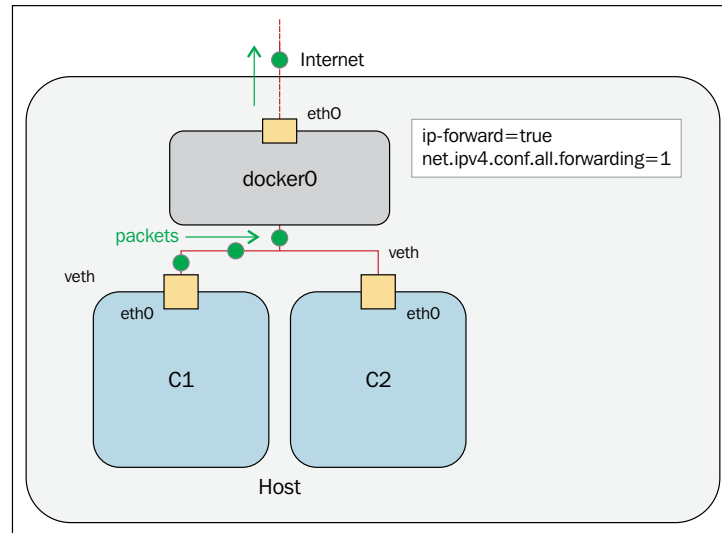 Internet
eth0
ip-forward=true
net.ipv4.conf.all.forwarding=1
docker0
packets
veth
veth
eth0
eth0
C1
C2
Host